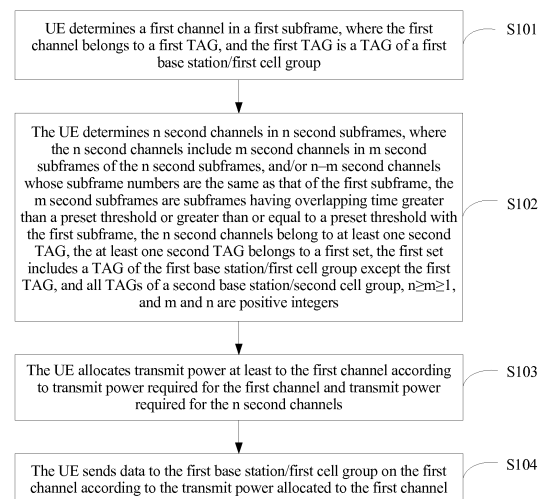 UE determines a first channel in a first subframe, where the first
channel belongs to a first TAG, and the first TAG is a TAG of a first
base station/first cell group
S101
The UE determines n second channels in n second subframes, where
the n second channels include m second channels in m second
subframes of the n second subframes, and/or n–m second channels
whose subframe numbers are the same as that of the first subframe, the
m second subframes are subframes having overlapping time greater
than a preset threshold or greater than or equal to a preset threshold with
the first subframe, the n second channels belong to at least one second
TAG, the at least one second TAG belongs to a first set, the first set
includes a TAG of the first base station/first cell group except the first
TAG, and all TAGs of a second base station/second cell group, n≥m≥1,
and m and n are positive integers
S102
The UE allocates transmit power at least to the first channel according
to transmit power required for the first channel and transmit power
required for the n second channels
S103
The UE sends data to the first base station/first cell group on the first
channel according to the transmit power allocated to the first channel
S104